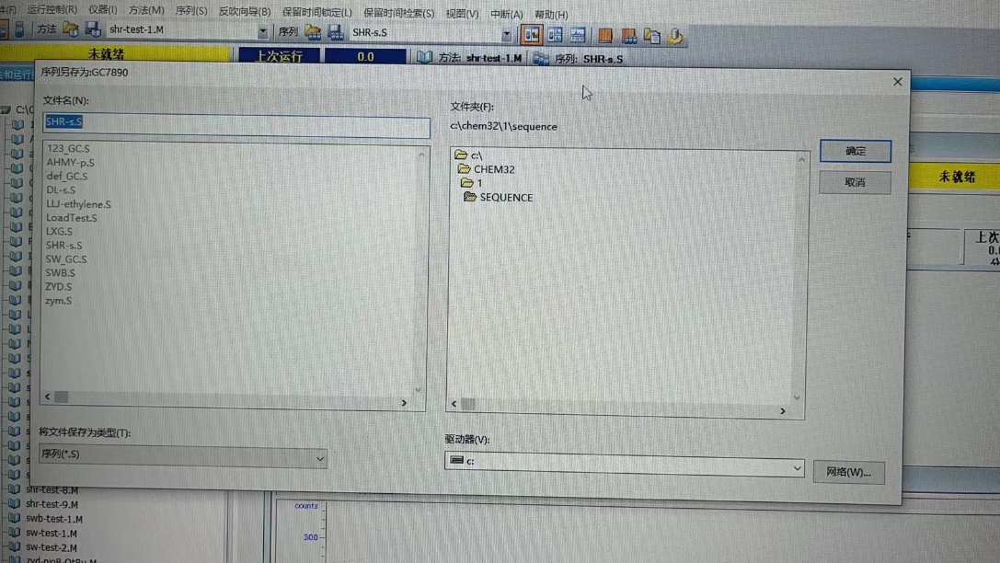 件(F) 运行控制(R) 仪器(I) 方法(M) 序列(S) 反吹向导(B) 保留时间锁定(L) 保留时间检索(S) 视图(V) 中断(A) 帮助(H)
方法 shr-test-1.M 序列 SHR-s.S
未就绪 上次运行 0.0 方法: shr-test-1.M 序列: SHR-s.S
序列另存为:GC7890
文件名(N):
SHR-s.S
123_GC.S
AHMY-p.S
def_GC.S
DL-s.S
LLJ-ethylene.S
LoadTest.S
LXG.S
SHR-s.S
SW_GC.S
SWB.S
ZYD.S
zym.S
将文件保存为类型(T):
序列(*.S)
文件夹(F):
c:\chem32\1\sequence
c:\
CHEM32
1
SEQUENCE
驱动器(V):
c:
确定
取消
网络(W)...
未就绪
上次
0.0
shr-test-8.M
shr-test-9.M
swb-test-1.M
sw-test-1.M
sw-test-2.M
counts
300